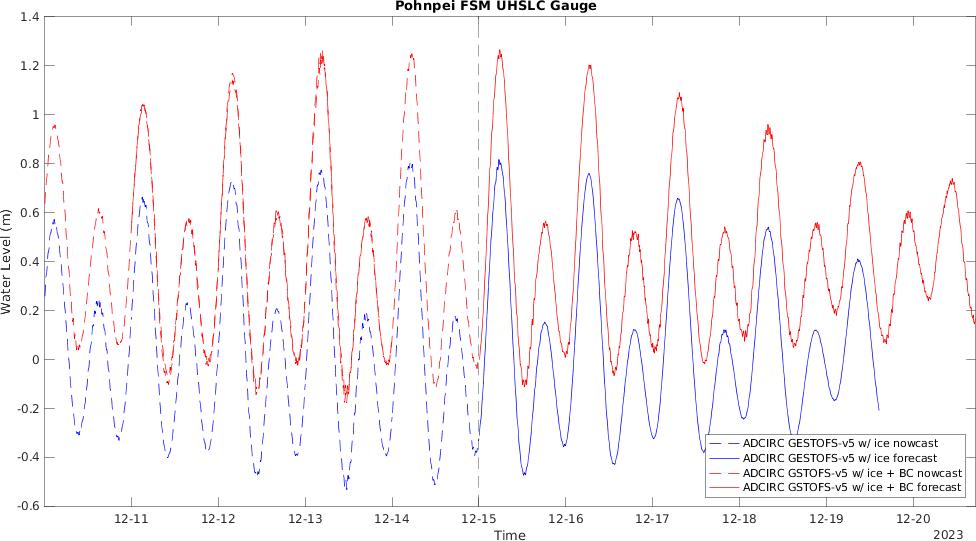 Pohnpei FSM UHSLC Gauge
1.4
1.2
1
0.8
0.6
0.4
0.2
0
-0.2
-0.4
-0.6
Water Level (m)
ADCIRC GESTOFS-v5 w/ ice nowcast
ADCIRC GESTOFS-v5 w/ ice forecast
ADCIRC GSTOFS-v5 w/ ice + BC nowcast
ADCIRC GSTOFS-v5 w/ ice + BC forecast
12-11 12-12 12-13 12-14 12-15 12-16 12-17 12-18 12-19 12-20
Time
2023